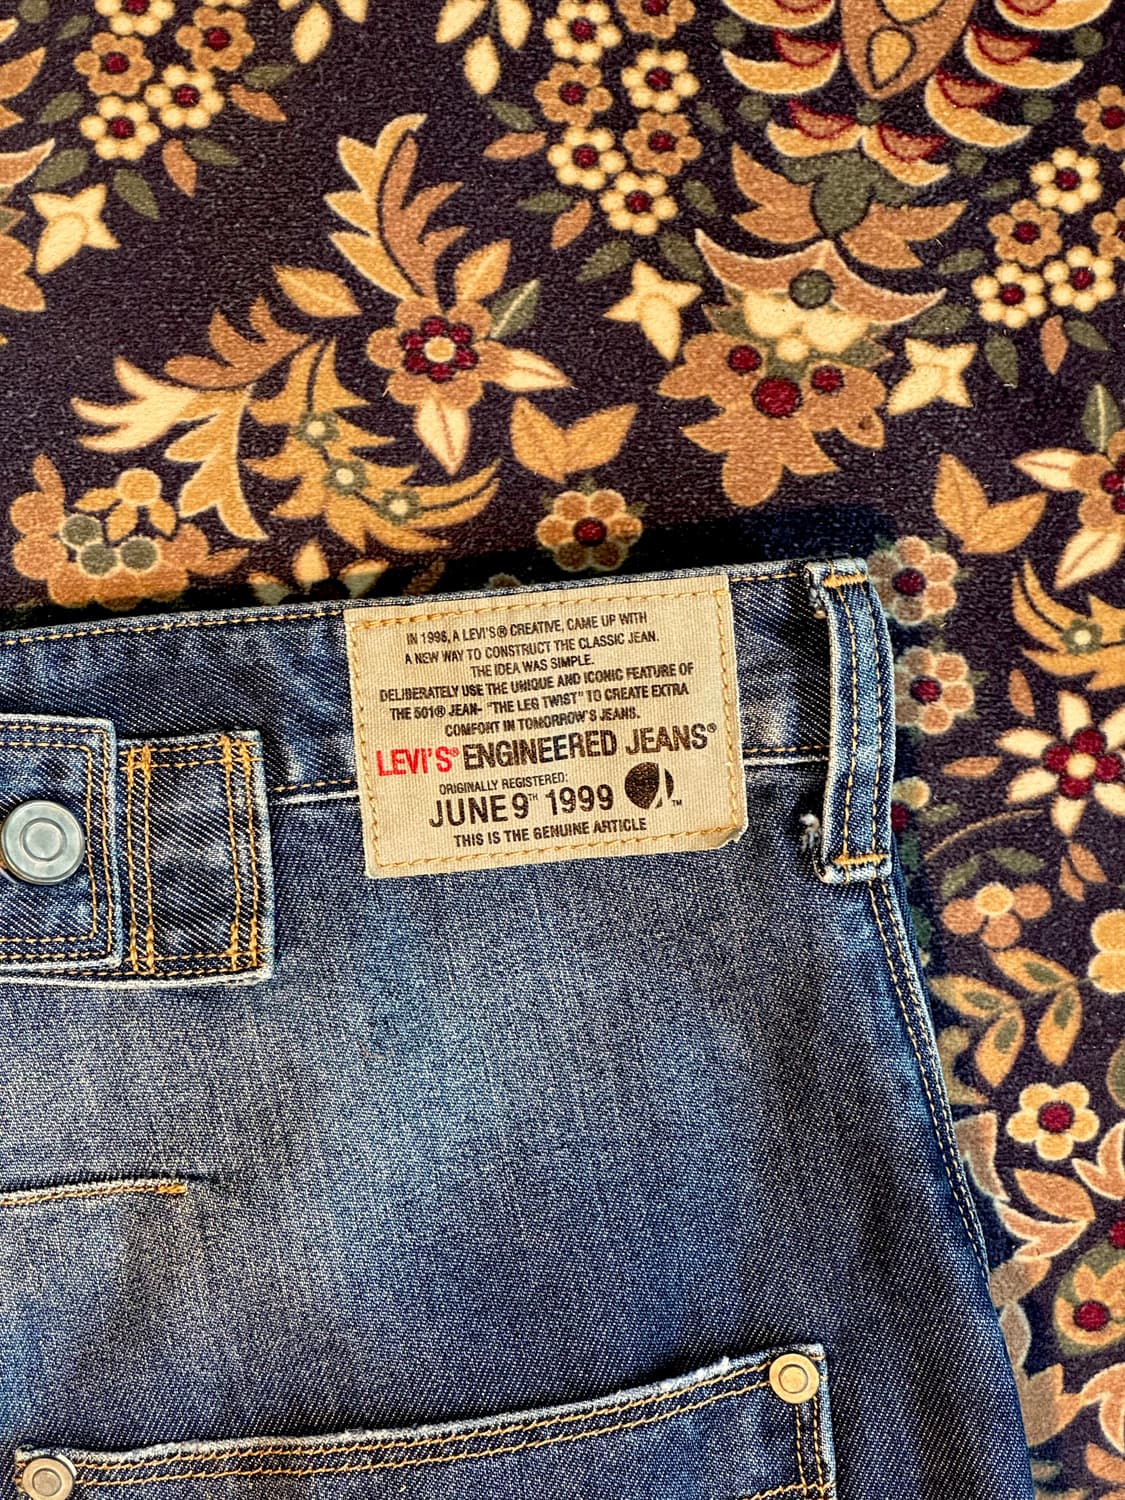 IN 1996, A LEVI'S® CREATIVE, CAME UP WITH
A NEW WAY TO CONSTRUCT THE CLASSIC JEAN.
THE IDEA WAS SIMPLE.
DELIBERATELY USE THE UNIQUE AND ICONIC FEATURE OF
THE 501® JEAN- "THE LEG TWIST" TO CREATE EXTRA
COMFORT IN TOMORROW'S JEANS.
LEVI'S® ENGINEERED JEANS®
ORIGINALLY REGISTERED:
JUNE 9TH 1999 ™
THIS IS THE GENUINE ARTICLE